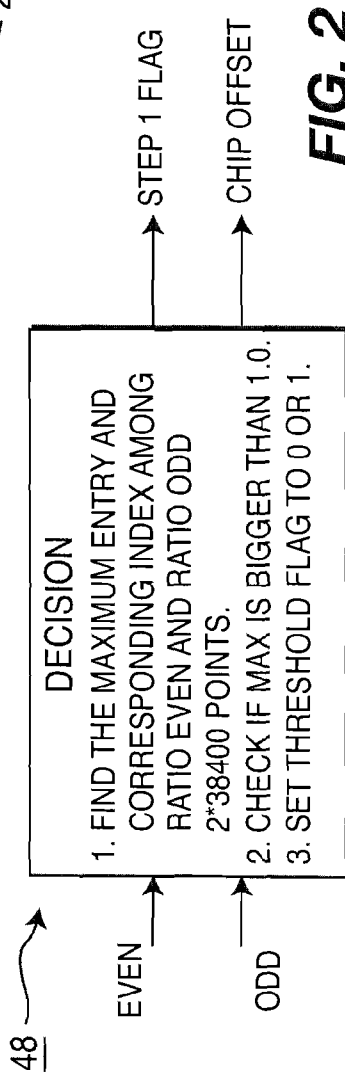 48
EVEN
ODD
DECISION
1. FIND THE MAXIMUM ENTRY AND
CORRESPONDING INDEX AMONG
RATIO EVEN AND RATIO ODD
2*38400 POINTS.
2. CHECK IF MAX IS BIGGER THAN 1.0.
3. SET THRESHOLD FLAG TO 0 OR 1.
STEP 1 FLAG
CHIP OFFSET
FIG. 2